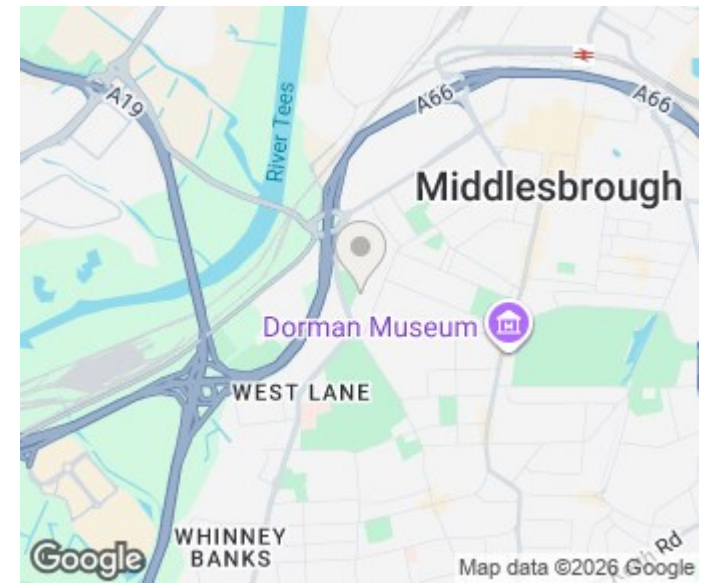 A19
River Tees
A66
A66
Middlesbrough
Dorman Museum
WEST LANE
WHINNEY
BANKS
Google
Map data ©2026 Google
Rd